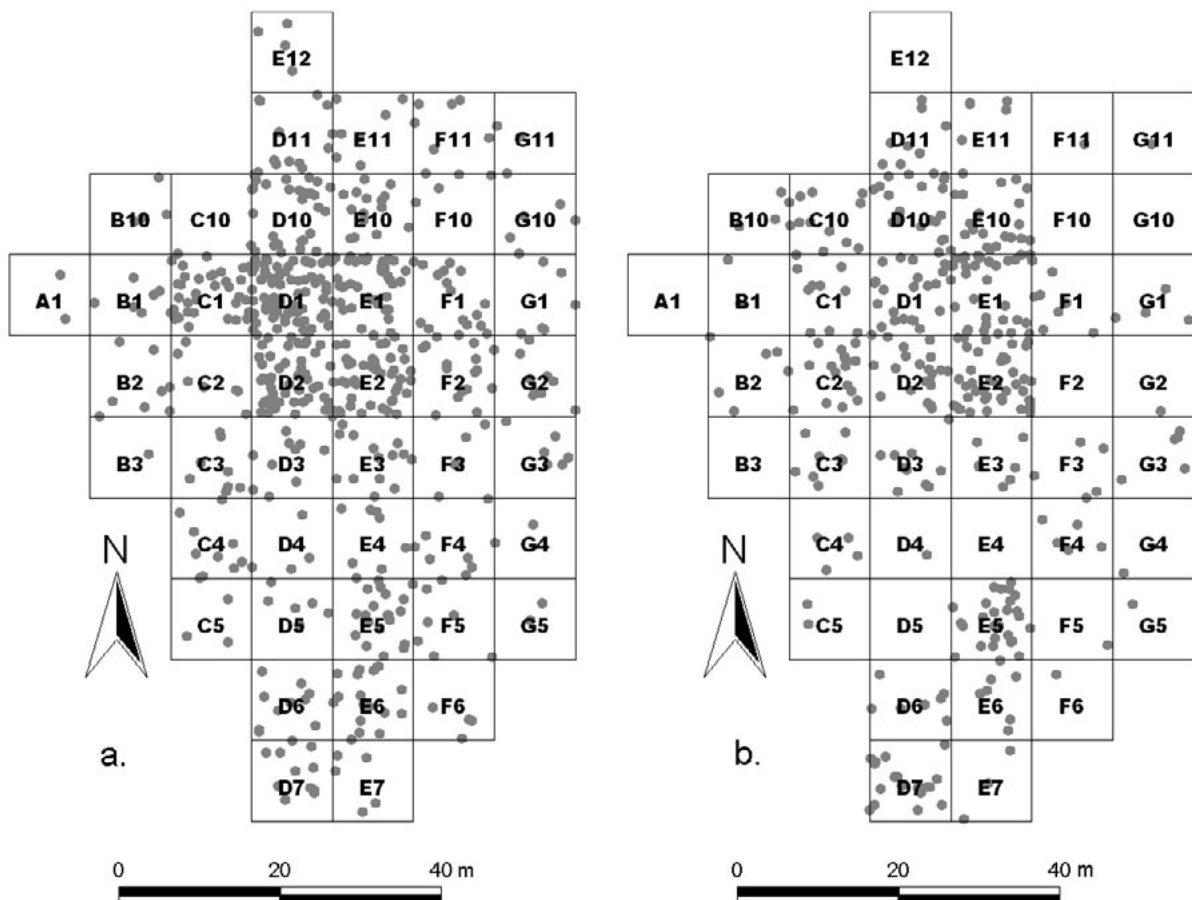 E12
D11 E11 F11 G11
B10 C10 D10 E10 F10 G10
A1 B1 C1 D1 E1 F1 G1
B2 C2 D2 E2 F2 G2
B3 C3 D3 E3 F3 G3
C4 D4 E4 F4 G4
N
C5 D5 E5 F5 G5
D6 E6 F6
a.
D7 E7
0 20 40 m
E12
D11 E11 F11 G11
B10 C10 D10 E10 F10 G10
A1 B1 C1 D1 E1 F1 G1
B2 C2 D2 E2 F2 G2
B3 C3 D3 E3 F3 G3
C4 D4 E4 F4 G4
N
C5 D5 E5 F5 G5
D6 E6 F6
b.
D7 E7
0 20 40 m